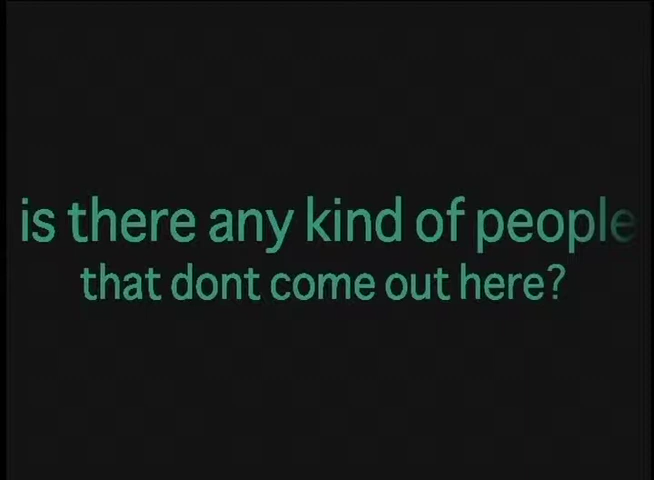 is there any kind of people
that dont come out here?